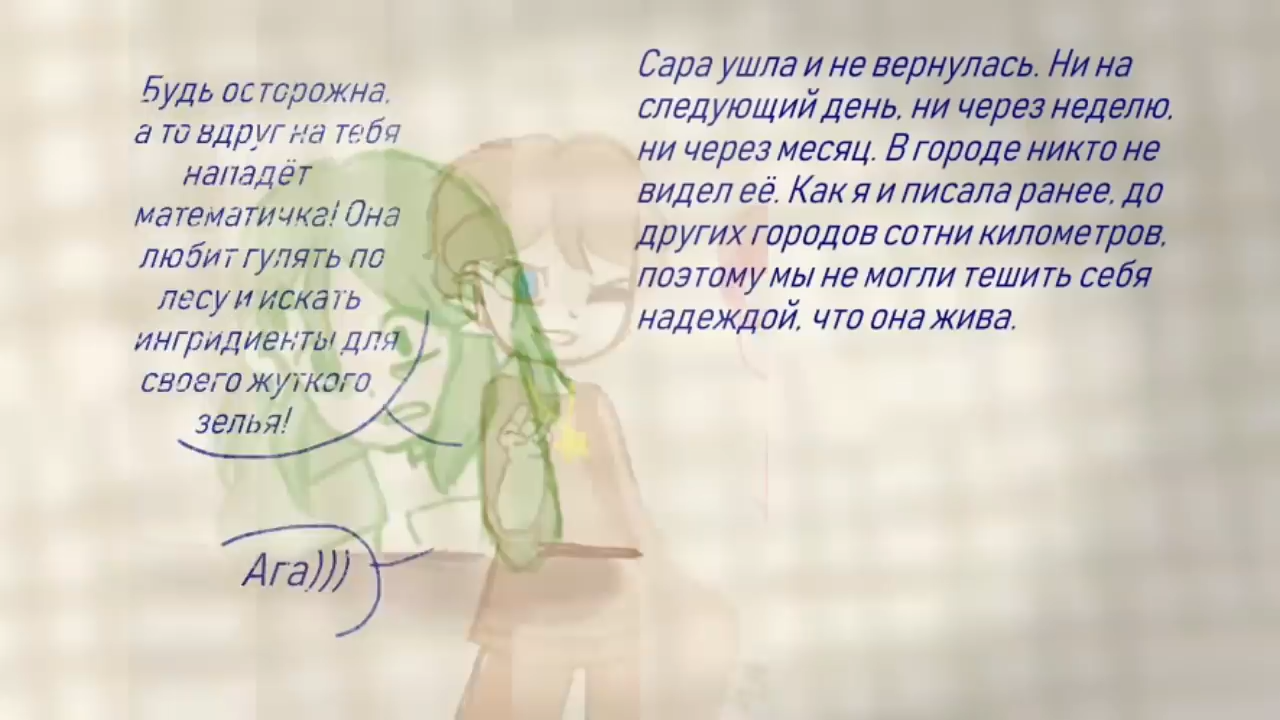 Будь осторожна,
а то вдруг на тебя
нападёт
математичка! Она
любит гулять по
лесу и искать
ингридиенты для
своего жуткого
зелья!
Ага)))
Сара ушла и не вернулась. Ни на
следующий день, ни через неделю,
ни через месяц. В городе никто не
видел её. Как я и писала ранее, до
других городов сотни километров,
поэтому мы не могли тешить себя
надеждой, что она жива.